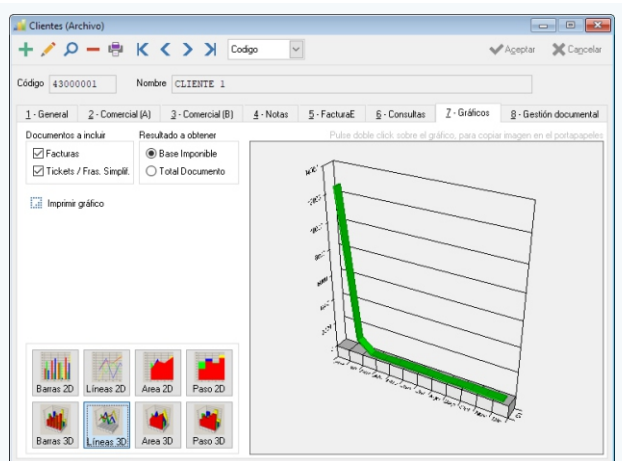 Clientes (Archivo)
Codigo
Aceptar
Cancelar
Código 43000001 Nombre CLIENTE 1
1 - General 2 - Comercial (A) 3 - Comercial (B) 4 - Notas 5 - FacturaE 6 - Consultas 7 - Gráficos 8 - Gestión documental
Documentos a incluir Resultado a obtener Pulse doble click sobre el gráfico, para copiar imagen en el portapapeles
Facturas Base Imponible
Tickets / Fras. Simplif. Total Documento
Imprimir gráfico
Barras 2D Líneas 2D Area 2D Paso 2D
Barras 3D Líneas 3D Area 3D Paso 3D